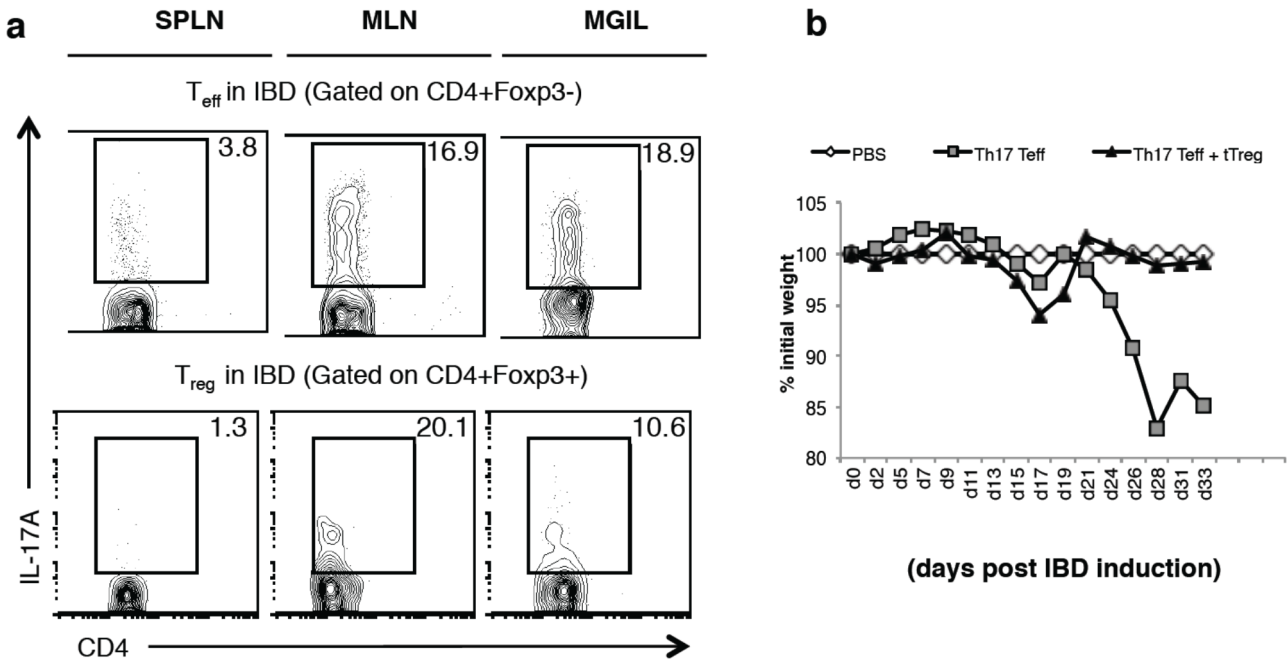 a
SPLN MLN MGIL
Teff in IBD (Gated on CD4+Foxp3-)
3.8 16.9 18.9
Treg in IBD (Gated on CD4+Foxp3+)
1.3 20.1 10.6
IL-17A
CD4
b
PBS Th17 Teff Th17 Teff + tTreg
105
100
95
90
85
80
% initial weight
d0 d2 d5 d7 d9 d11 d13 d15 d17 d19 d21 d24 d26 d28 d31 d33
(days post IBD induction)